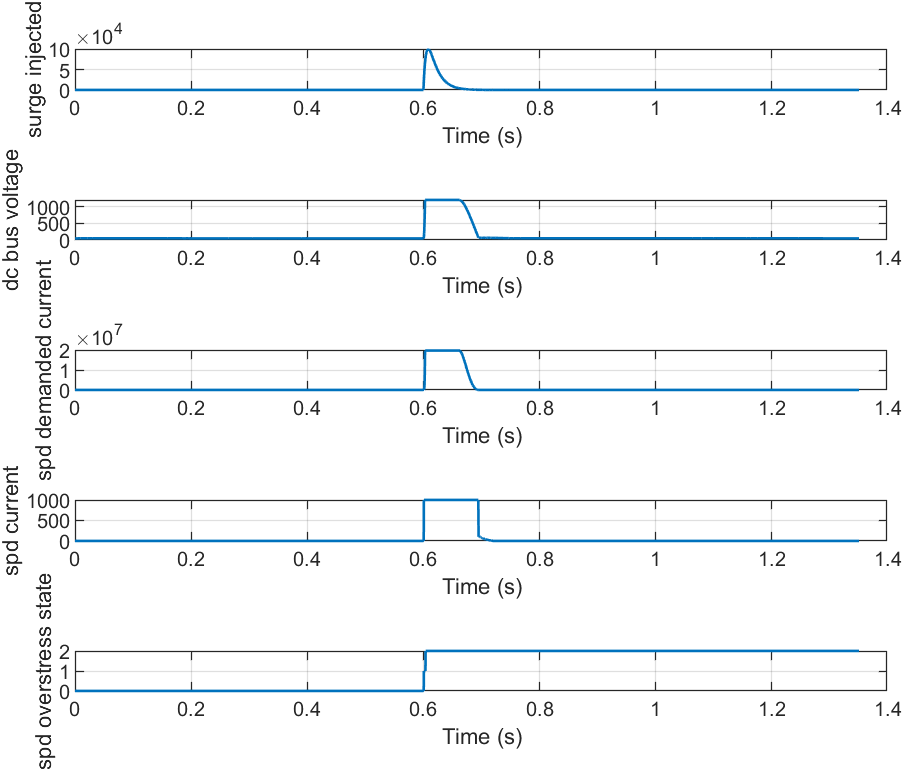 surge injected
×10^4
10
5
0
0 0.2 0.4 0.6 0.8 1 1.2 1.4
Time (s)
dc bus voltage
1000
500
0
0 0.2 0.4 0.6 0.8 1 1.2 1.4
Time (s)
spd demanded current
×10^7
2
1
0
0 0.2 0.4 0.6 0.8 1 1.2 1.4
Time (s)
spd current
1000
500
0
0 0.2 0.4 0.6 0.8 1 1.2 1.4
Time (s)
spd overstress state
2
1
0
0 0.2 0.4 0.6 0.8 1 1.2 1.4
Time (s)